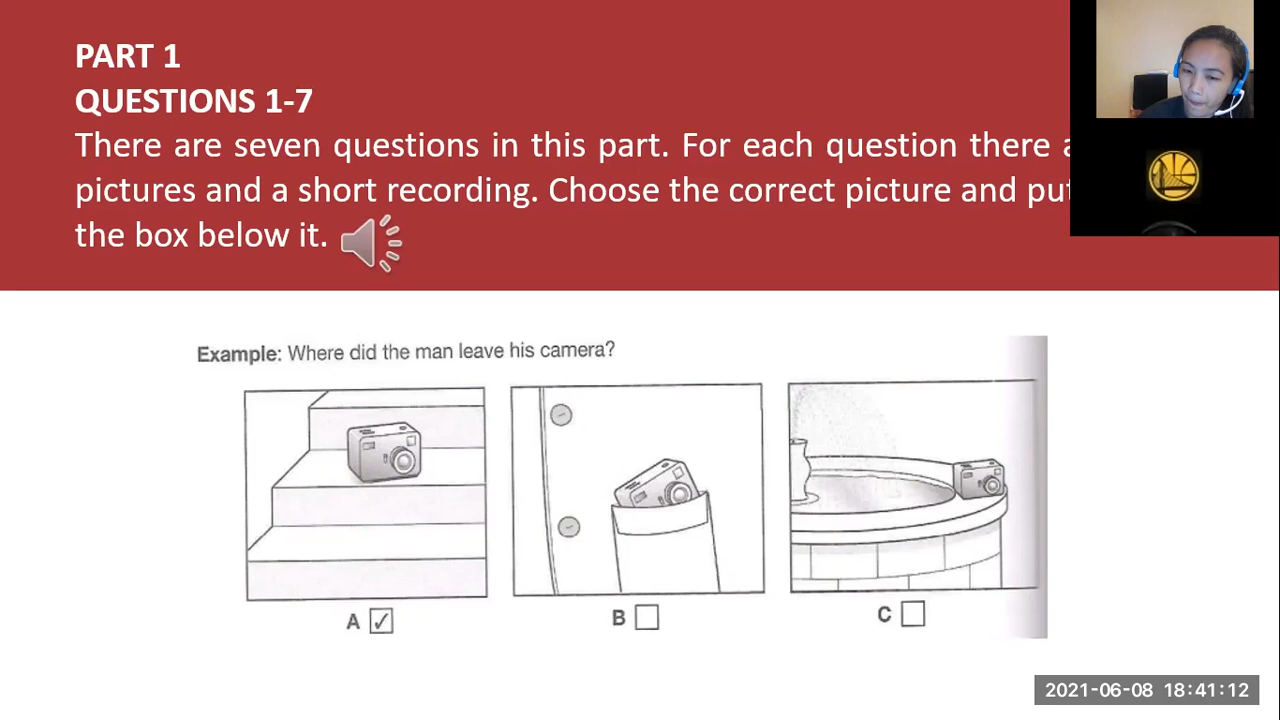 PART 1
QUESTIONS 1-7
There are seven questions in this part. For each question there
pictures and a short recording. Choose the correct picture and put
the box below it.
Example: Where did the man leave his camera?
A ✓ B C
2021-06-08 18:41:12